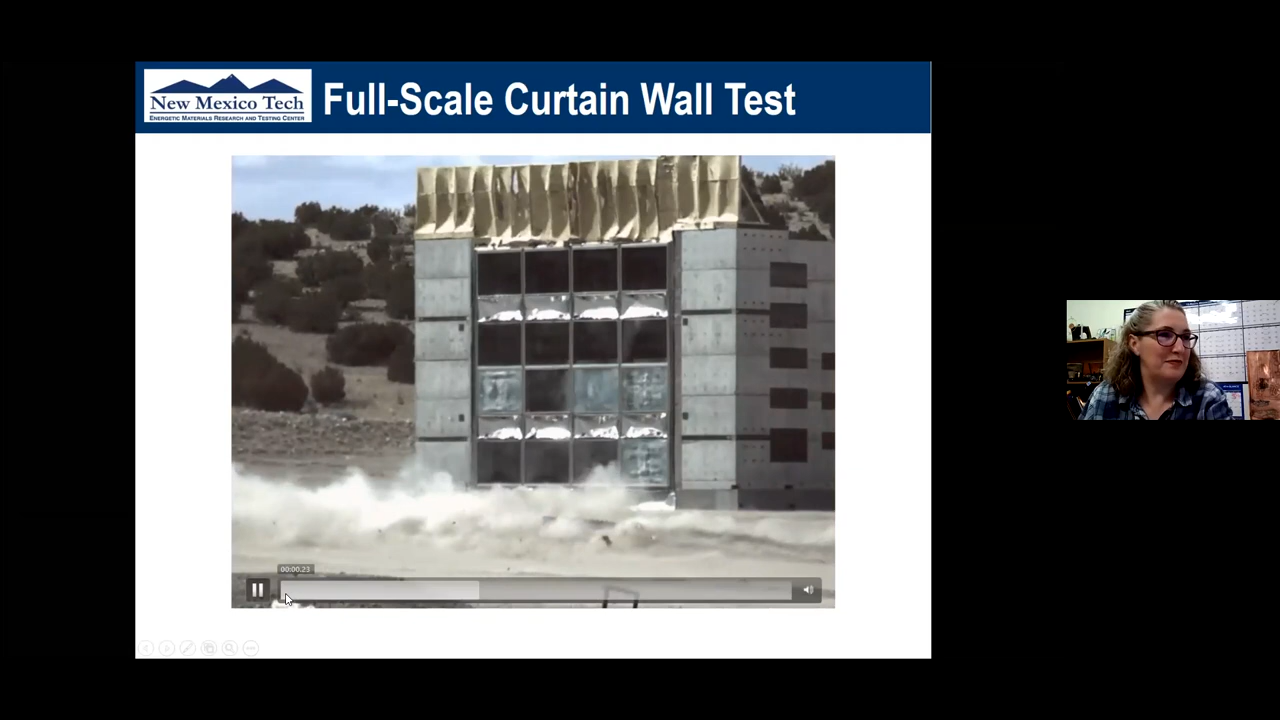 New Mexico Tech
Energetic Materials Research and Testing Center
Full-Scale Curtain Wall Test
00:00.23